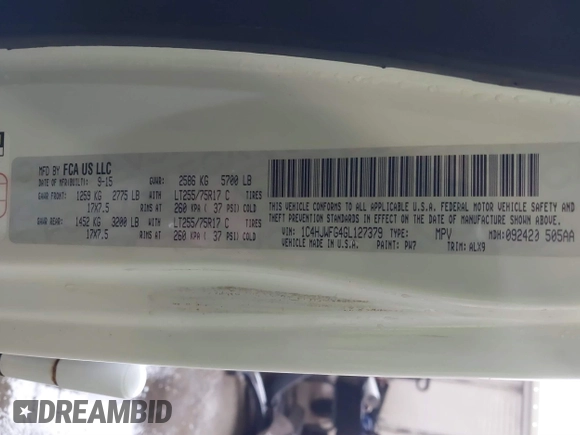 MFD BY FCA US LLC
DATE OF MFR(BUILT): 9-15 GVWR: 2586 KG 5700 LB
GAWR FRONT: 1259 KG 2775 LB WITH LT255/75R17 C TIRES
17X7.5 RIMS AT 260 KPA ( 37 PSI) COLD
GAWR REAR: 1452 KG 3200 LB WITH LT255/75R17 C TIRES
17X7.5 RIMS AT 260 KPA ( 37 PSI) COLD
THIS VEHICLE CONFORMS TO ALL APPLICABLE U.S.A. FEDERAL MOTOR VEHICLE SAFETY AND
THEFT PREVENTION STANDARDS IN EFFECT ON THE DATE OF MANUFACTURE SHOWN ABOVE.
VIN: 1C4HJWFG4GL127379 TYPE: MPV MDH:092420 505AA
VEHICLE MADE IN U.S.A. PAINT: PW7 TRIM: ALX9
DREAMBID